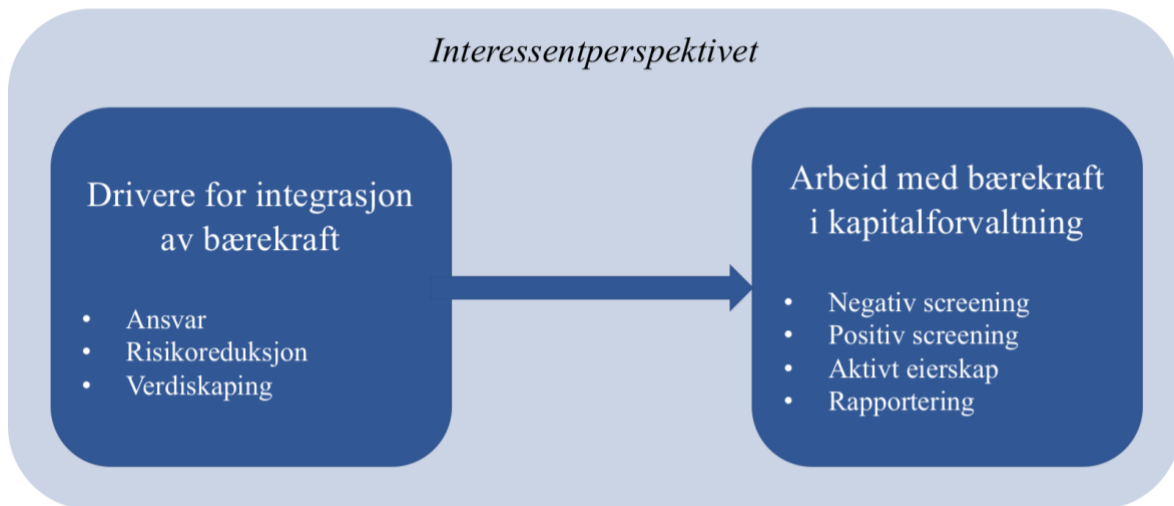 Interessentperspektivet
Drivere for integrasjon
av bærekraft
• Ansvar
• Risikoreduksjon
• Verdiskaping
Arbeid med bærekraft
i kapitalforvaltning
• Negativ screening
• Positiv screening
• Aktivt eierskap
• Rapportering